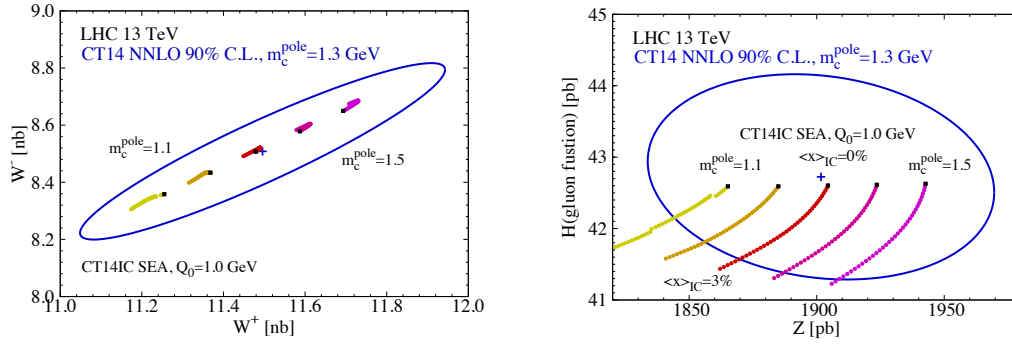 9.0
8.8
8.6
8.4
8.2
8.0
W⁻ [nb]
LHC 13 TeV
CT14 NNLO 90% C.L., m_c^pole=1.3 GeV
m_c^pole=1.1
m_c^pole=1.5
CT14IC SEA, Q₀=1.0 GeV
11.0 11.2 11.4 11.6 11.8 12.0
W⁺ [nb]
45
44
43
42
41
H(gluon fustion) [pb]
LHC 13 TeV
CT14 NNLO 90% C.L., m_c^pole=1.3 GeV
CT14IC SEA, Q₀=1.0 GeV
m_c^pole=1.1 <x>_IC=0% m_c^pole=1.5
<x>_IC=3%
1850 1900 1950
Z [pb]